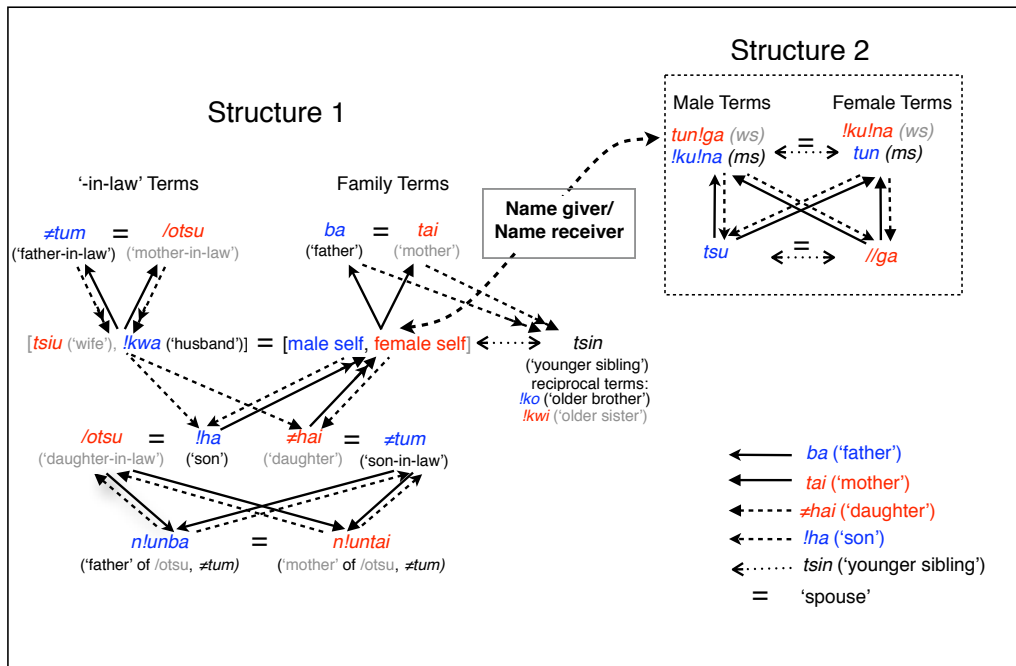 Structure 2
Male Terms Female Terms
tun!ga (ws) = !ku!na (ws)
!ku!na (ms) tun (ms)
tsu = //ga
Structure 1
'-in-law' Terms Family Terms
Name giver/
Name receiver
≠tum = /otsu ba = tai
('father-in-law') ('mother-in-law') ('father') ('mother')
[tsiu ('wife'), !kwa ('husband')] = [male self, female self] tsin
('younger sibling')
reciprocal terms:
!ko ('older brother')
!kwi ('older sister')
/otsu = !ha ≠hai = ≠tum
('daughter-in-law') ('son') ('daughter') ('son-in-law')
n!unba = n!untai
('father' of /otsu, ≠tum) ('mother' of /otsu, ≠tum)
ba ('father')
tai ('mother')
≠hai ('daughter')
!ha ('son')
tsin ('younger sibling')
= 'spouse'